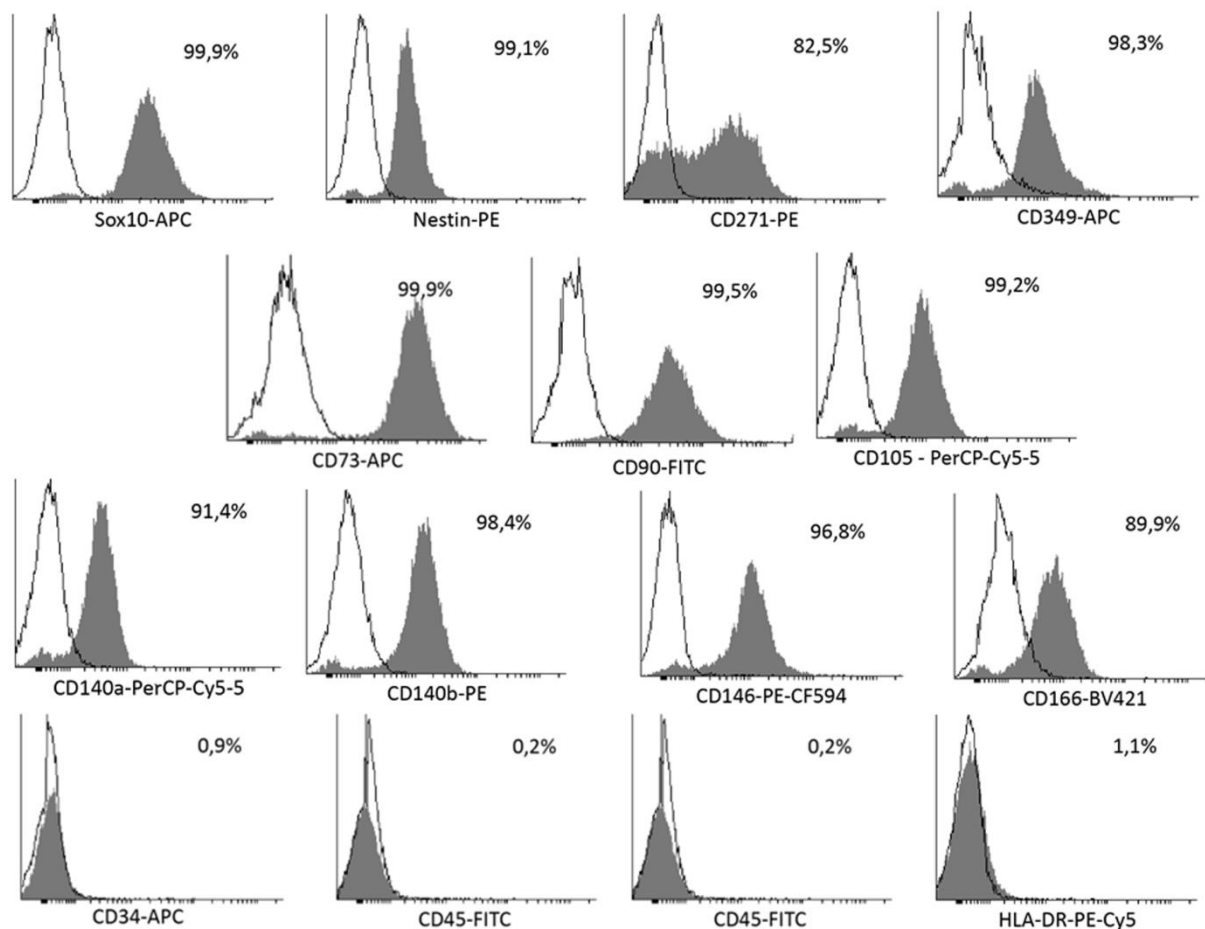 99,9%
Sox10-APC
99,1%
Nestin-PE
82,5%
CD271-PE
98,3%
CD349-APC
99,9%
CD73-APC
99,5%
CD90-FITC
99,2%
CD105 - PerCP-Cy5-5
91,4%
CD140a-PerCP-Cy5-5
98,4%
CD140b-PE
96,8%
CD146-PE-CF594
89,9%
CD166-BV421
0,9%
CD34-APC
0,2%
CD45-FITC
0,2%
CD45-FITC
1,1%
HLA-DR-PE-Cy5